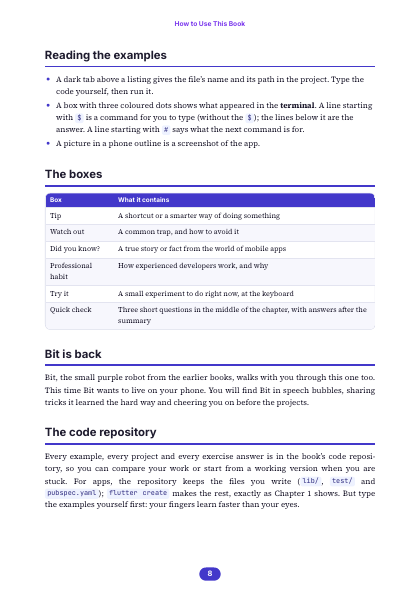 How to Use This Book
Reading the examples
• A dark tab above a listing gives the file's name and its path in the project. Type the
code yourself, then run it.
• A box with three coloured dots shows what appeared in the terminal. A line starting
with $ is a command for you to type (without the $); the lines below it are the
answer. A line starting with # says what the next command is for.
• A picture in a phone outline is a screenshot of the app.
The boxes
Box What it contains
Tip A shortcut or a smarter way of doing something
Watch out A common trap, and how to avoid it
Did you know? A true story or fact from the world of mobile apps
Professional How experienced developers work, and why
habit
Try it A small experiment to do right now, at the keyboard
Quick check Three short questions in the middle of the chapter, with answers after the
summary
Bit is back
Bit, the small purple robot from the earlier books, walks with you through this one too.
This time Bit wants to live on your phone. You will find Bit in speech bubbles, sharing
tricks it learned the hard way and cheering you on before the projects.
The code repository
Every example, every project and every exercise answer is in the book's code reposi-
tory, so you can compare your work or start from a working version when you are
stuck. For apps, the repository keeps the files you write (lib/, test/ and
pubspec.yaml); flutter create makes the rest, exactly as Chapter 1 shows. But type
the examples yourself first: your fingers learn faster than your eyes.
8